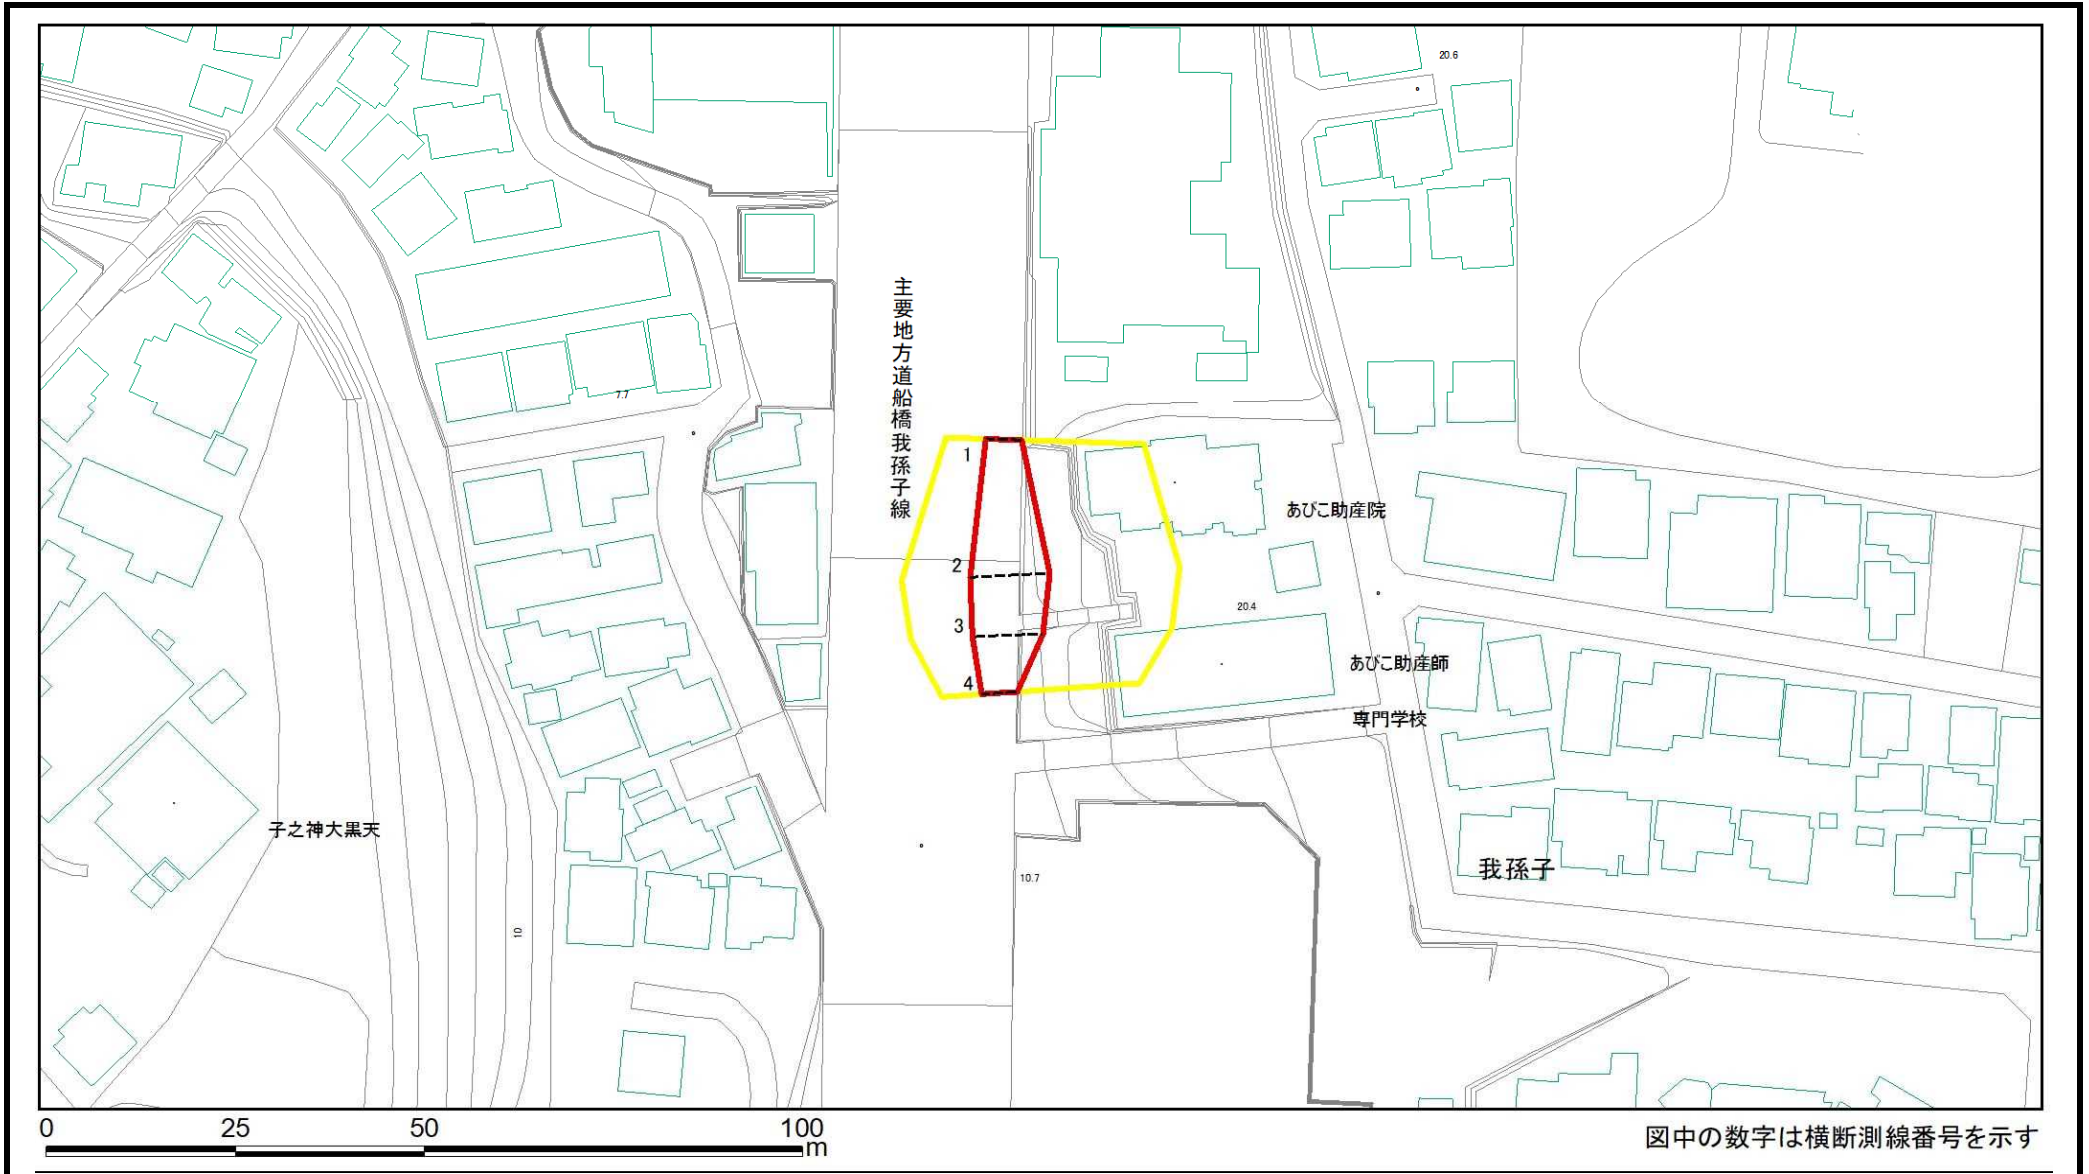 20.6
主要地方道船橋我孫子線
7.7
1
あびこ助産院
2
20.4
3
あびこ助産師
専門学校
4
子之神大黒天
我孫子
10.7
10
0 25 50 100
m
図中の数字は横断測線番号を示す